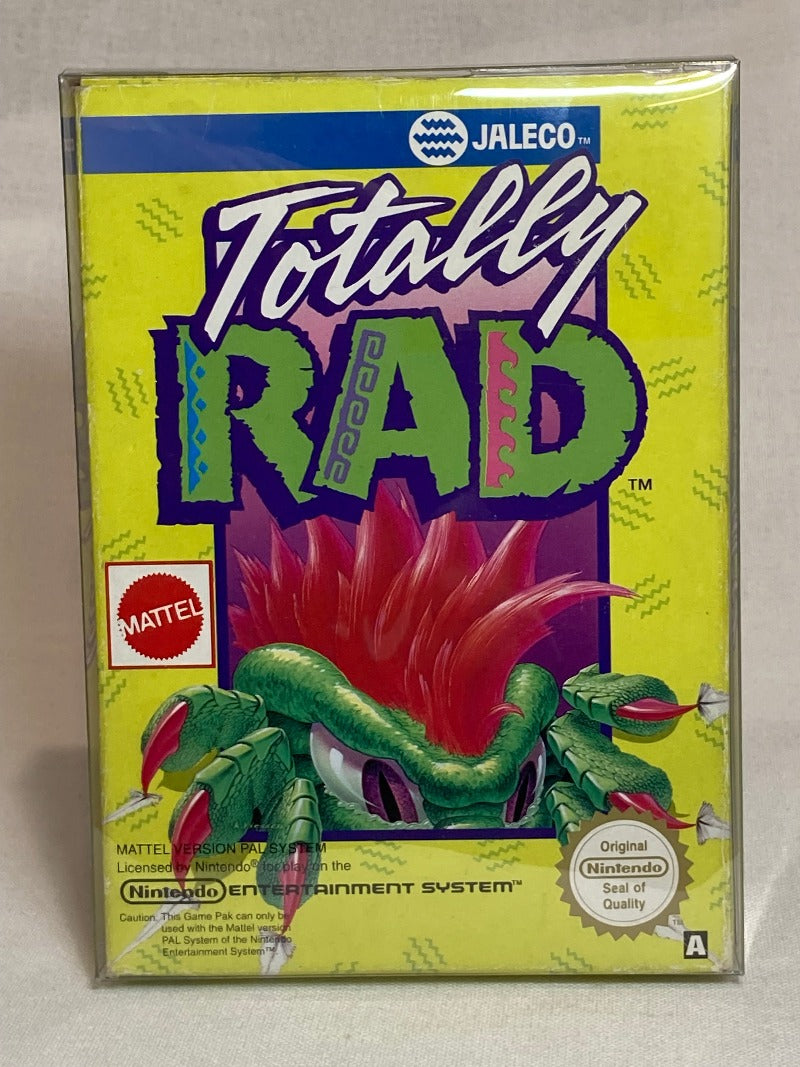 JALECO™
Totally
RAD™
MATTEL
MATTEL VERSION PAL SYSTEM
Licensed by Nintendo® for play on the
Nintendo ENTERTAINMENT SYSTEM™
Caution: This Game Pak can only be
used with the Mattel version
PAL System of the Nintendo
Entertainment System™
Original
Nintendo
Seal of
Quality
TM
A